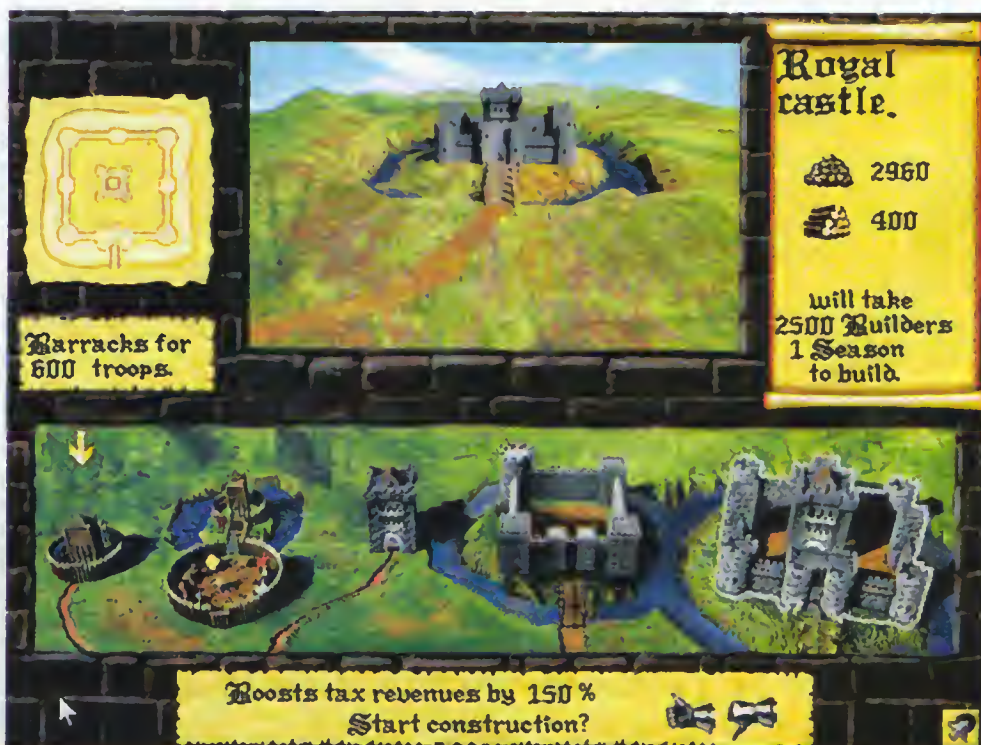 Royal
castle.
2960
400
will take
2500 Builders
1 Season
to build.
Barracks for
600 troops.
Boosts tax revenues by 150 %
Start construction?